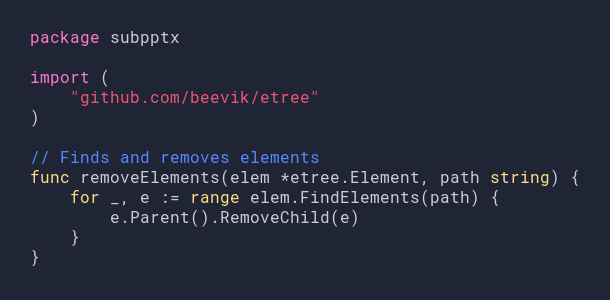 package subpptx

import (
    "github.com/beevik/etree"
)

// Finds and removes elements
func removeElements(elem *etree.Element, path string) {
    for _, e := range elem.FindElements(path) {
        e.Parent().RemoveChild(e)
    }
}